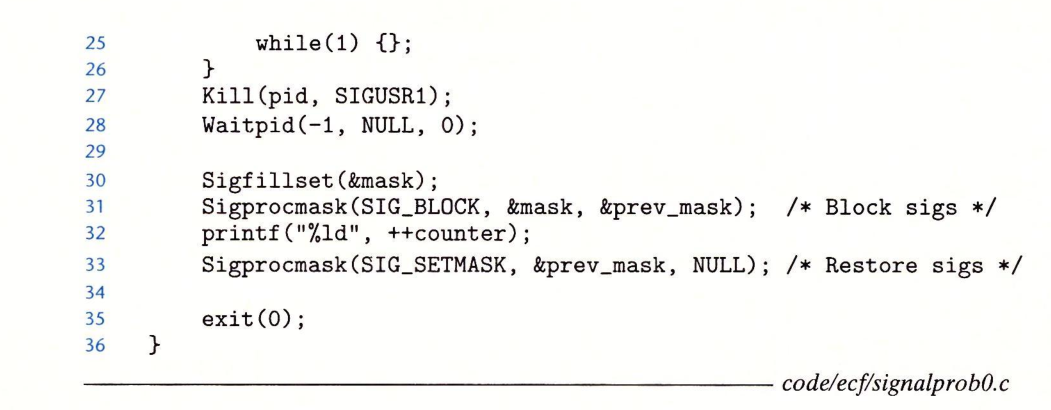 25 while(1) {};
26 }
27 Kill(pid, SIGUSR1);
28 Waitpid(-1, NULL, 0);
29
30 Sigfillset(&mask);
31 Sigprocmask(SIG_BLOCK, &mask, &prev_mask); /* Block sigs */
32 printf("%ld", ++counter);
33 Sigprocmask(SIG_SETMASK, &prev_mask, NULL); /* Restore sigs */
34
35 exit(0);
36 }
code/ecf/signalprob0.c